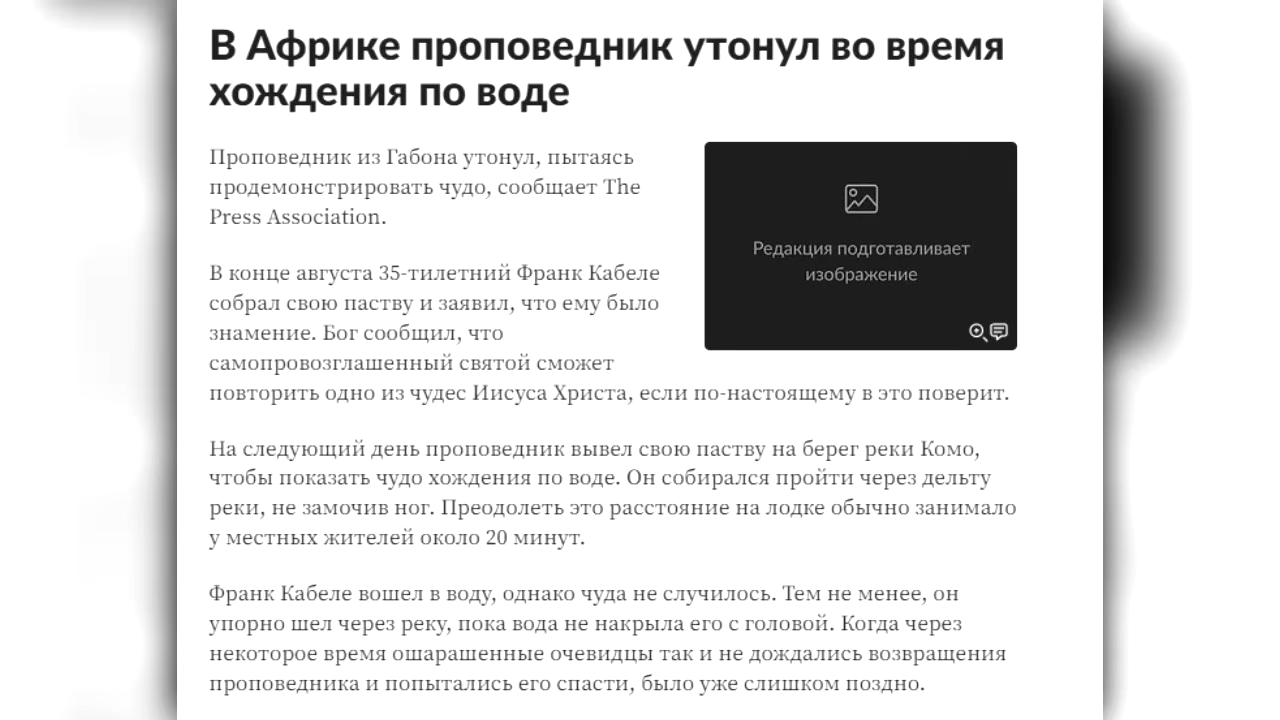 В Африке проповедник утонул во время
хождения по воде
Проповедник из Габона утонул, пытаясь
продемонстрировать чудо, сообщает The
Press Association.
Редакция подготавливает
изображение
В конце августа 35-тилетний Франк Кабеле
собрал свою паству и заявил, что ему было
знамение. Бог сообщил, что
самопровозглашенный святой сможет
повторить одно из чудес Иисуса Христа, если по-настоящему в это поверит.
На следующий день проповедник вывел свою паству на берег реки Комо,
чтобы показать чудо хождения по воде. Он собирался пройти через дельту
реки, не замочив ног. Преодолеть это расстояние на лодке обычно занимало
у местных жителей около 20 минут.
Франк Кабеле вошел в воду, однако чуда не случилось. Тем не менее, он
упорно шел через реку, пока вода не накрыла его с головой. Когда через
некоторое время ошарашенные очевидцы так и не дождались возвращения
проповедника и попытались его спасти, было уже слишком поздно.